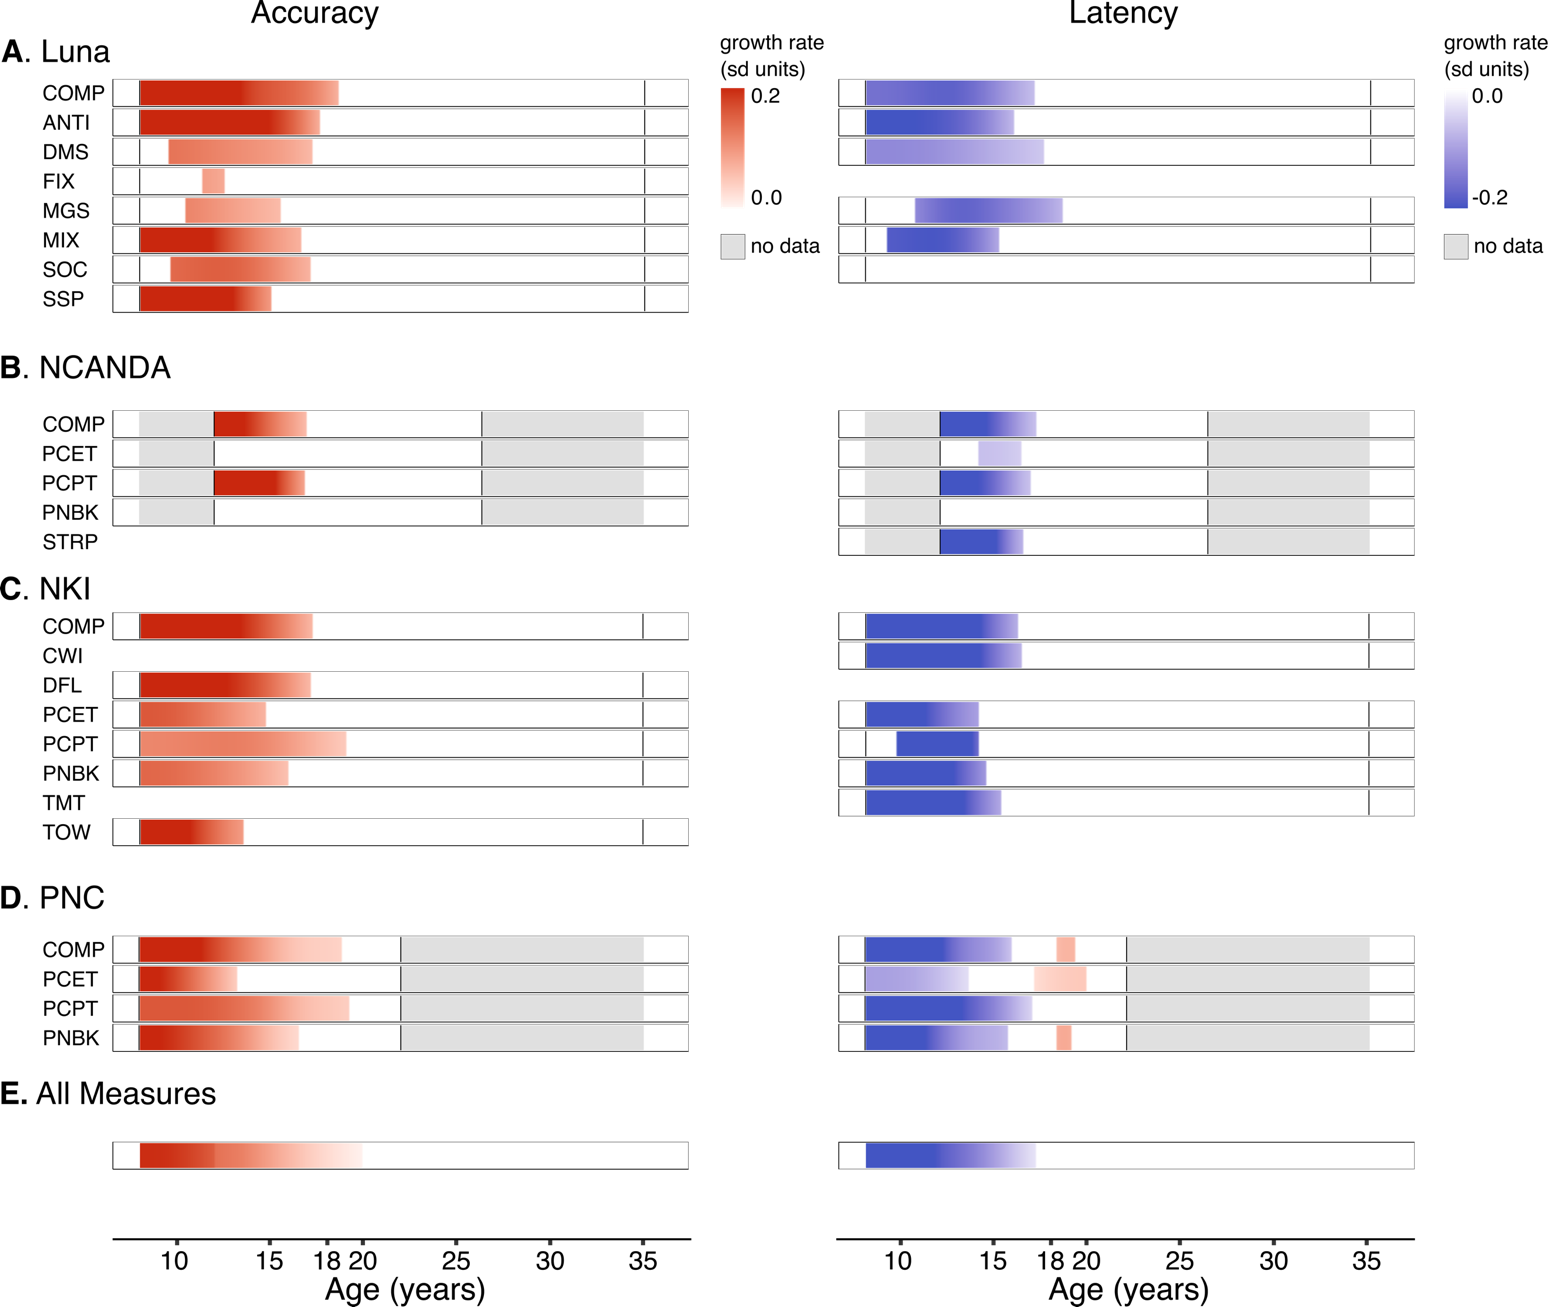 Accuracy
Latency
A. Luna
growth rate
(sd units)
0.2
0.0
no data
growth rate
(sd units)
0.0
-0.2
no data
COMP
ANTI
DMS
FIX
MGS
MIX
SOC
SSP
B. NCANDA
COMP
PCET
PCPT
PNBK
STRP
C. NKI
COMP
CWI
DFL
PCET
PCPT
PNBK
TMT
TOW
D. PNC
COMP
PCET
PCPT
PNBK
E. All Measures
10 15 18 20 25 30 35
Age (years)
10 15 18 20 25 30 35
Age (years)